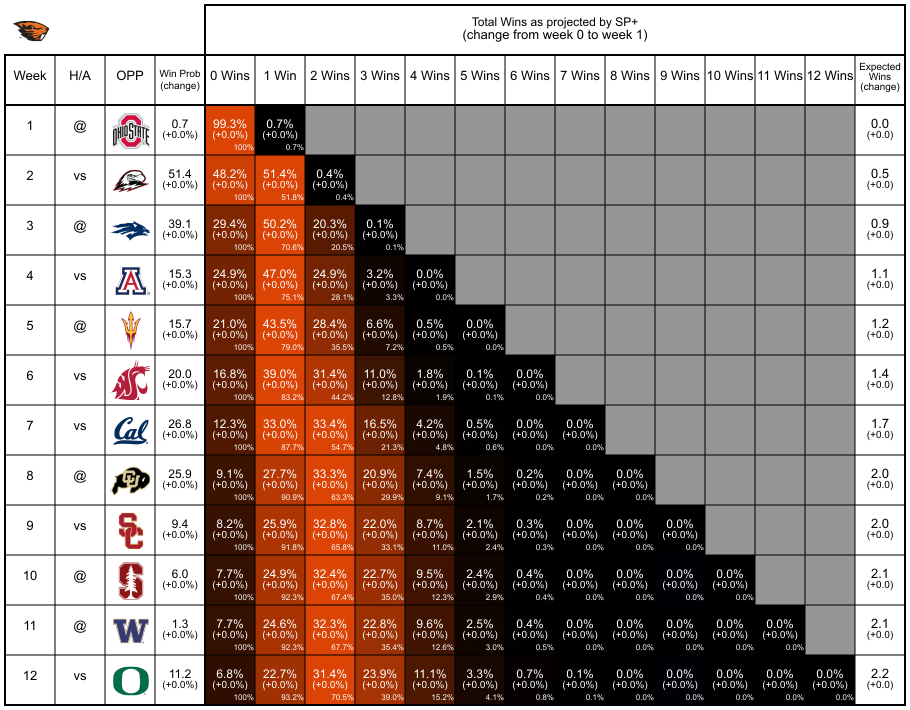 Total Wins as projected by SP+
(change from week 0 to week 1)
Week H/A OPP Win Prob (change) 0 Wins 1 Win 2 Wins 3 Wins 4 Wins 5 Wins 6 Wins 7 Wins 8 Wins 9 Wins 10 Wins 11 Wins 12 Wins Expected Wins (change)
1 @ OHIO STATE 0.7 99.3% 0.7% 0.0
(+0.0%) (+0.0%) (+0.0%) (+0.0)
100% 0.7%
2 vs 51.4 48.2% 51.4% 0.4% 0.5
(+0.0%) (+0.0%) (+0.0%) (+0.0%) (+0.0)
100% 51.8% 0.4%
3 @ 39.1 29.4% 50.2% 20.3% 0.1% 0.9
(+0.0%) (+0.0%) (+0.0%) (+0.0%) (+0.0%) (+0.0)
100% 70.6% 20.5% 0.1%
4 vs A 15.3 24.9% 47.0% 24.9% 3.2% 0.0% 1.1
(+0.0%) (+0.0%) (+0.0%) (+0.0%) (+0.0%) (+0.0%) (+0.0)
100% 75.1% 28.1% 3.3% 0.0%
5 @ 15.7 21.0% 43.5% 28.4% 6.6% 0.5% 0.0% 1.2
(+0.0%) (+0.0%) (+0.0%) (+0.0%) (+0.0%) (+0.0%) (+0.0%) (+0.0)
100% 79.0% 35.5% 7.2% 0.5% 0.0%
6 vs 20.0 16.8% 39.0% 31.4% 11.0% 1.8% 0.1% 0.0% 1.4
(+0.0%) (+0.0%) (+0.0%) (+0.0%) (+0.0%) (+0.0%) (+0.0%) (+0.0%) (+0.0)
100% 83.2% 44.2% 12.8% 1.9% 0.1% 0.0%
7 vs Cal 26.8 12.3% 33.0% 33.4% 16.5% 4.2% 0.5% 0.0% 0.0% 1.7
(+0.0%) (+0.0%) (+0.0%) (+0.0%) (+0.0%) (+0.0%) (+0.0%) (+0.0%) (+0.0%) (+0.0)
100% 87.7% 54.7% 21.3% 4.8% 0.6% 0.0% 0.0%
8 @ CU 25.9 9.1% 27.7% 33.3% 20.9% 7.4% 1.5% 0.2% 0.0% 0.0% 2.0
(+0.0%) (+0.0%) (+0.0%) (+0.0%) (+0.0%) (+0.0%) (+0.0%) (+0.0%) (+0.0%) (+0.0%) (+0.0)
100% 90.9% 63.3% 29.9% 9.1% 1.7% 0.2% 0.0% 0.0%
9 vs SC 9.4 8.2% 25.9% 32.8% 22.0% 8.7% 2.1% 0.3% 0.0% 0.0% 0.0% 2.0
(+0.0%) (+0.0%) (+0.0%) (+0.0%) (+0.0%) (+0.0%) (+0.0%) (+0.0%) (+0.0%) (+0.0%) (+0.0%) (+0.0)
100% 91.8% 65.8% 33.1% 11.0% 2.4% 0.3% 0.0% 0.0% 0.0%
10 @ S 6.0 7.7% 24.9% 32.4% 22.7% 9.5% 2.4% 0.4% 0.0% 0.0% 0.0% 0.0% 2.1
(+0.0%) (+0.0%) (+0.0%) (+0.0%) (+0.0%) (+0.0%) (+0.0%) (+0.0%) (+0.0%) (+0.0%) (+0.0%) (+0.0%) (+0.0)
100% 92.3% 67.4% 35.0% 12.3% 2.9% 0.4% 0.0% 0.0% 0.0% 0.0%
11 @ W 1.3 7.7% 24.6% 32.3% 22.8% 9.6% 2.5% 0.4% 0.0% 0.0% 0.0% 0.0% 0.0% 2.1
(+0.0%) (+0.0%) (+0.0%) (+0.0%) (+0.0%) (+0.0%) (+0.0%) (+0.0%) (+0.0%) (+0.0%) (+0.0%) (+0.0%) (+0.0%) (+0.0)
100% 92.3% 67.7% 35.4% 12.6% 3.0% 0.5% 0.0% 0.0% 0.0% 0.0% 0.0%
12 vs O 11.2 6.8% 22.7% 31.4% 23.9% 11.1% 3.3% 0.7% 0.1% 0.0% 0.0% 0.0% 0.0% 0.0% 2.2
(+0.0%) (+0.0%) (+0.0%) (+0.0%) (+0.0%) (+0.0%) (+0.0%) (+0.0%) (+0.0%) (+0.0%) (+0.0%) (+0.0%) (+0.0%) (+0.0%) (+0.0)
100% 93.2% 70.5% 39.0% 15.2% 4.1% 0.8% 0.1% 0.0% 0.0% 0.0% 0.0% 0.0%